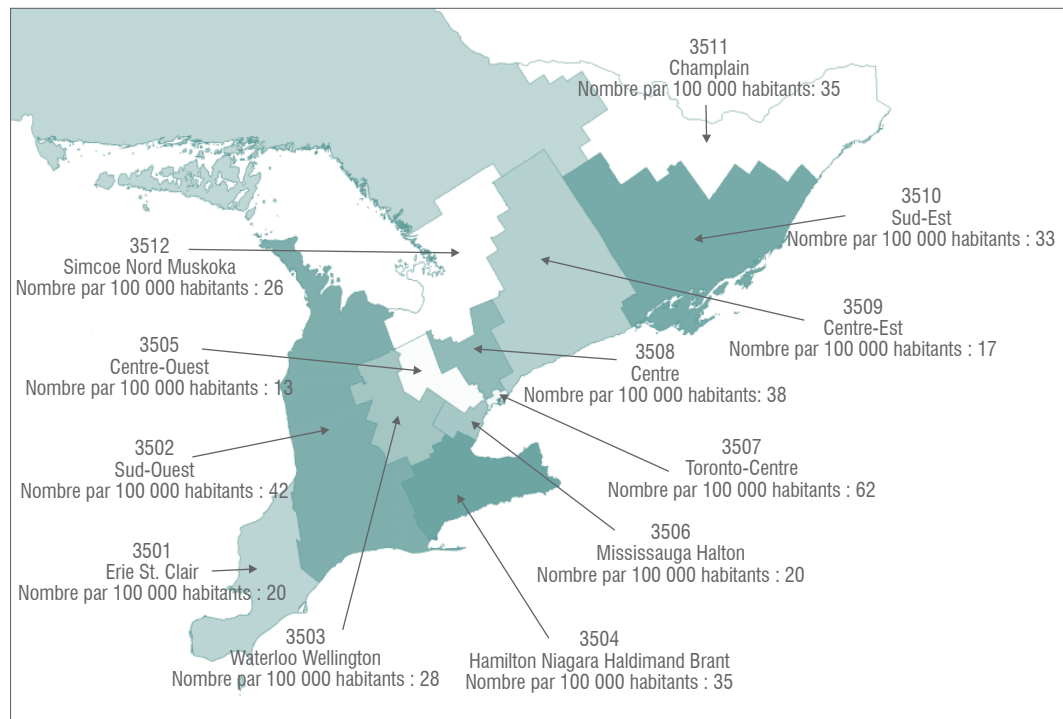 3511
Champlain
Nombre par 100 000 habitants: 35
3510
Sud-Est
Nombre par 100 000 habitants : 33
3512
Simcoe Nord Muskoka
Nombre par 100 000 habitants : 26
3509
Centre-Est
Nombre par 100 000 habitants : 17
3505
Centre-Ouest
Nombre par 100 000 habitants : 13
3508
Centre
Nombre par 100 000 habitants : 38
3502
Sud-Ouest
Nombre par 100 000 habitants : 42
3507
Toronto-Centre
Nombre par 100 000 habitants : 62
3506
Mississauga Halton
Nombre par 100 000 habitants : 20
3501
Erie St. Clair
Nombre par 100 000 habitants : 20
3503
Waterloo Wellington
Nombre par 100 000 habitants : 28
3504
Hamilton Niagara Haldimand Brant
Nombre par 100 000 habitants : 35